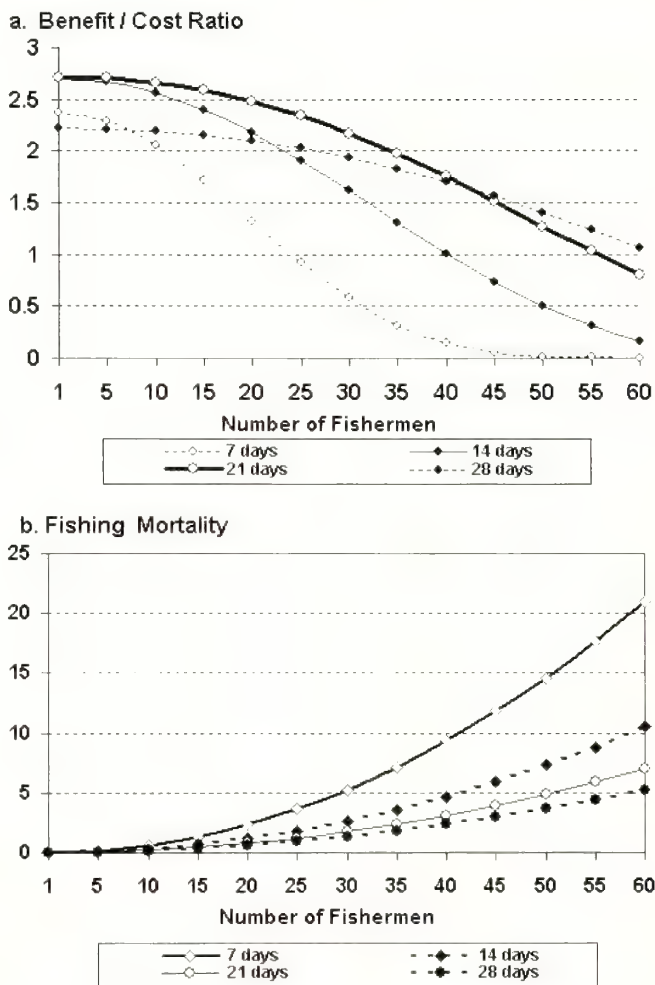 a. Benefit / Cost Ratio
3
2.5
2
1.5
1
0.5
0
1 5 10 15 20 25 30 35 40 45 50 55 60
Number of Fishermen
7 days 14 days
21 days 28 days
b. Fishing Mortality
25
20
15
10
5
0
1 5 10 15 20 25 30 35 40 45 50 55 60
Number of Fishermen
7 days 14 days
21 days 28 days